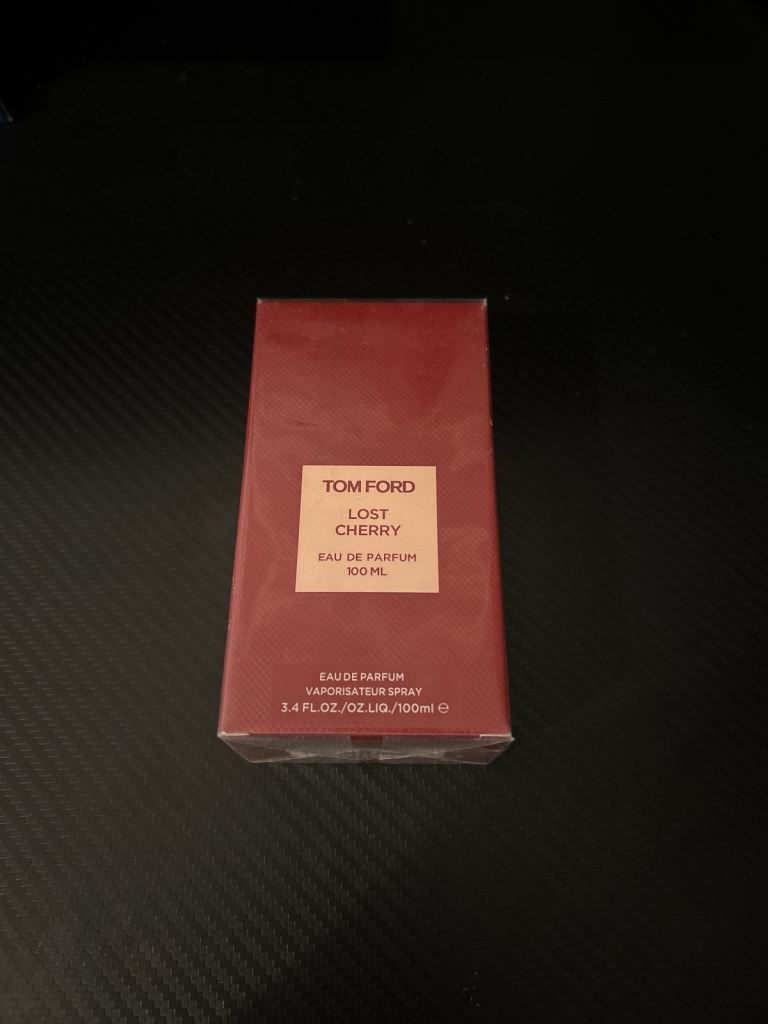 TOM FORD
LOST
CHERRY
EAU DE PARFUM
100 ML
EAU DE PARFUM
VAPORISATEUR SPRAY
3.4 FL.OZ./OZ.LIQ./100ml ℮